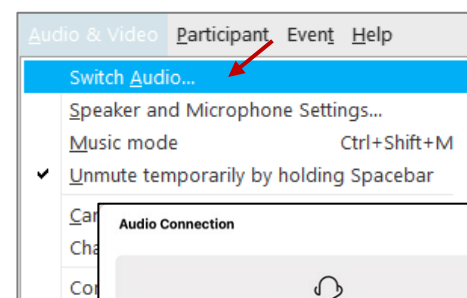 Audio & Video Participant Event Help
Switch Audio...
Speaker and Microphone Settings...
Music mode Ctrl+Shift+M
Unmute temporarily by holding Spacebar
Audio Connection